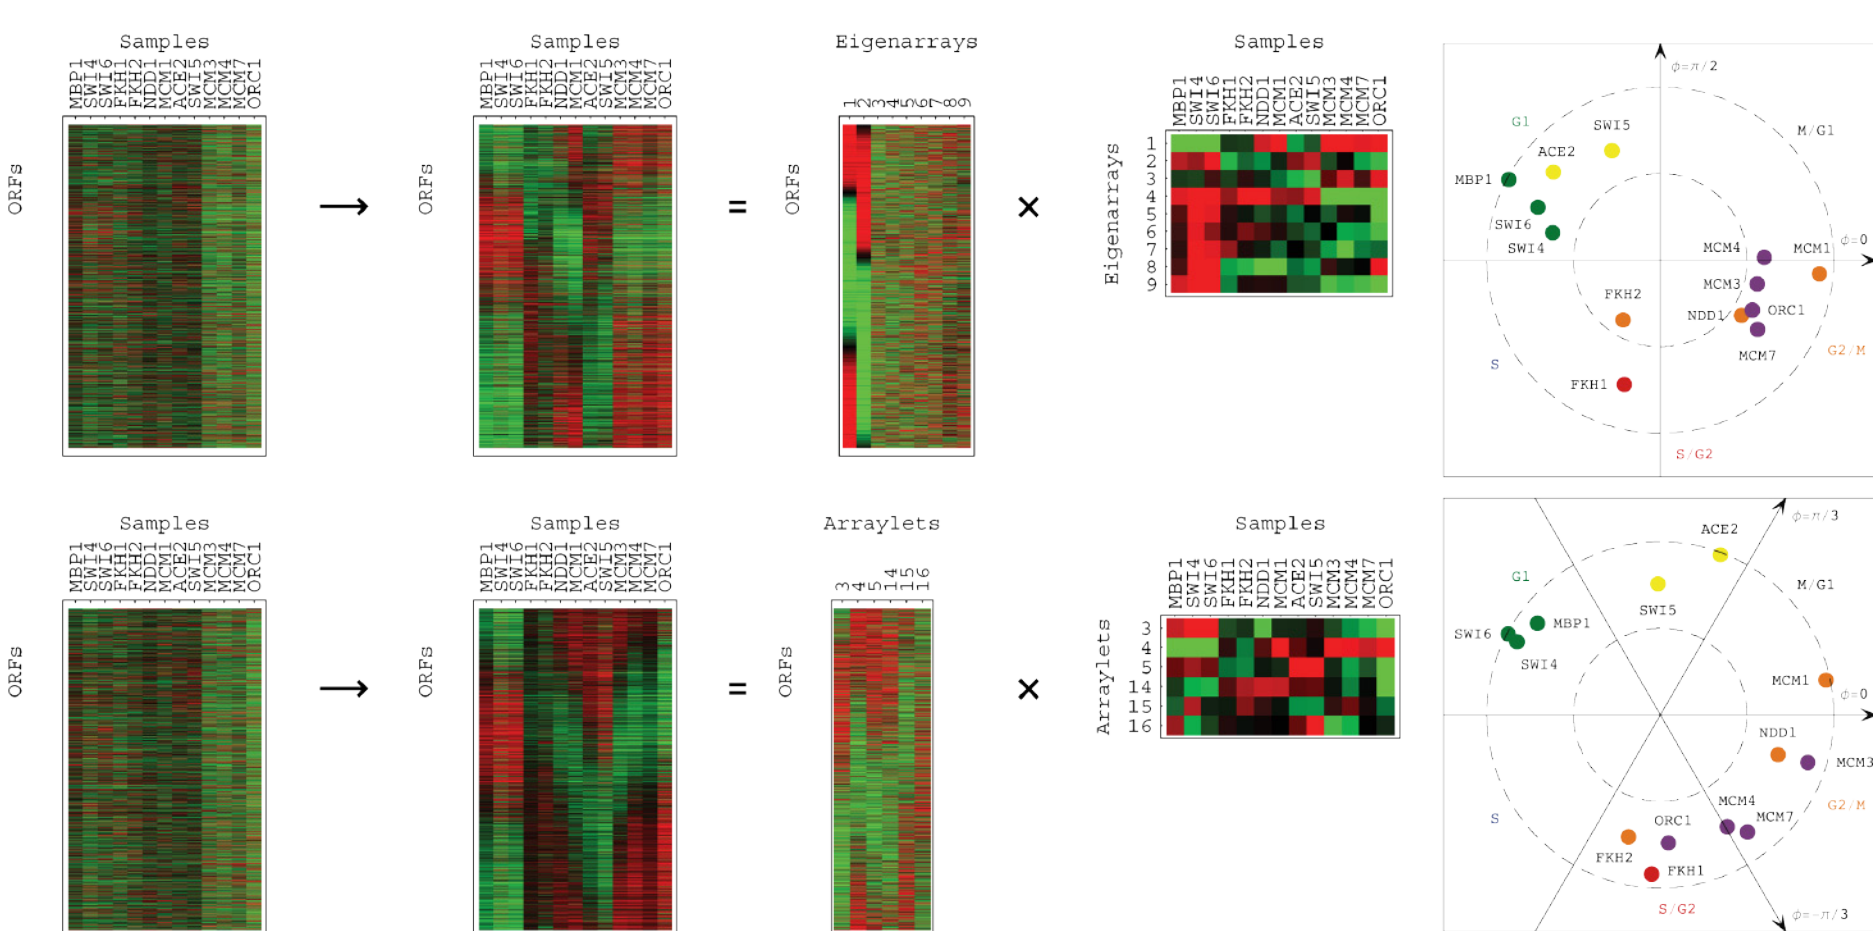 Samples
MBP1 SWI4 SWI6 FKH1 FKH2 NDD1 MCM1 ACE2 SWI5 MCM3 MCM4 MCM7 ORC1
ORFs
Samples
MBP1 SWI4 SWI6 FKH1 FKH2 NDD1 MCM1 ACE2 SWI5 MCM3 MCM4 MCM7 ORC1
ORFs
=
Eigenarrays
1 2 3 4 5 6 7 8 9
ORFs
×
Samples
MBP1 SWI4 SWI6 FKH1 FKH2 NDD1 MCM1 ACE2 SWI5 MCM3 MCM4 MCM7 ORC1
Eigenarrays
1
2
3
4
5
6
7
8
9
ϕ=π/2
G1
SWI5
M/G1
ACE2
MBP1
SWI6
SWI4
MCM4
MCM1
ϕ=0
MCM3
FKH2
NDD1
ORC1
MCM7
G2/M
S
FKH1
S/G2
Samples
MBP1 SWI4 SWI6 FKH1 FKH2 NDD1 MCM1 ACE2 SWI5 MCM3 MCM4 MCM7 ORC1
ORFs
Samples
MBP1 SWI4 SWI6 FKH1 FKH2 NDD1 MCM1 ACE2 SWI5 MCM3 MCM4 MCM7 ORC1
ORFs
=
Arraylets
3 4 5 14 15 16
ORFs
×
Samples
MBP1 SWI4 SWI6 FKH1 FKH2 NDD1 MCM1 ACE2 SWI5 MCM3 MCM4 MCM7 ORC1
Arraylets
3
4
5
14
15
16
ϕ=π/3
ACE2
G1
M/G1
SWI5
MBP1
SWI6
SWI4
MCM1
ϕ=0
NDD1
MCM3
MCM4
G2/M
MCM7
S
ORC1
FKH2
FKH1
S/G2
ϕ=-π/3